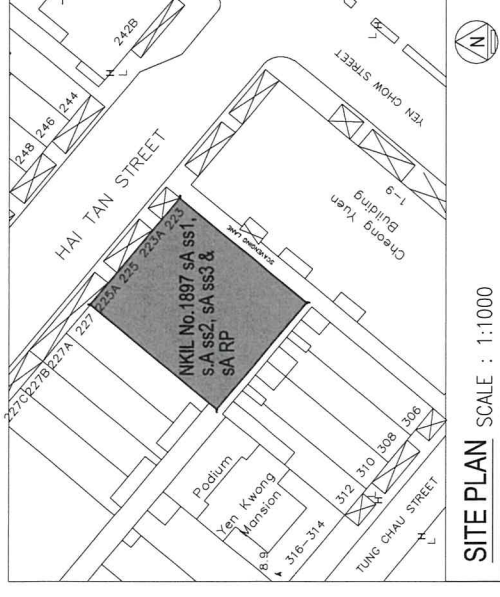 242B
248
246
244
HAI TAN STREET
YEN CHOW STREET
H
L
227C
227B
227A
227
225A
225
223A
223
NKIL No.1897 sA ss1,
s.A ss2, sA ss3 &
sA RP
SCAVENGING LANE
Cheong Yuen
Building
1-9
Podium
Yen Kwong
Mansion
8.9
316-314
312
310
308
306
H
L
TUNG CHAU STREET
SITE PLAN SCALE : 1:1000
N